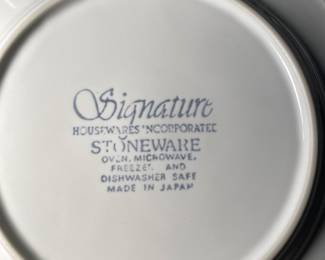 Signature
HOUSEWARES INCORPORATED
STONEWARE
OVEN, MICROWAVE,
FREEZER AND
DISHWASHER SAFE
MADE IN JAPAN